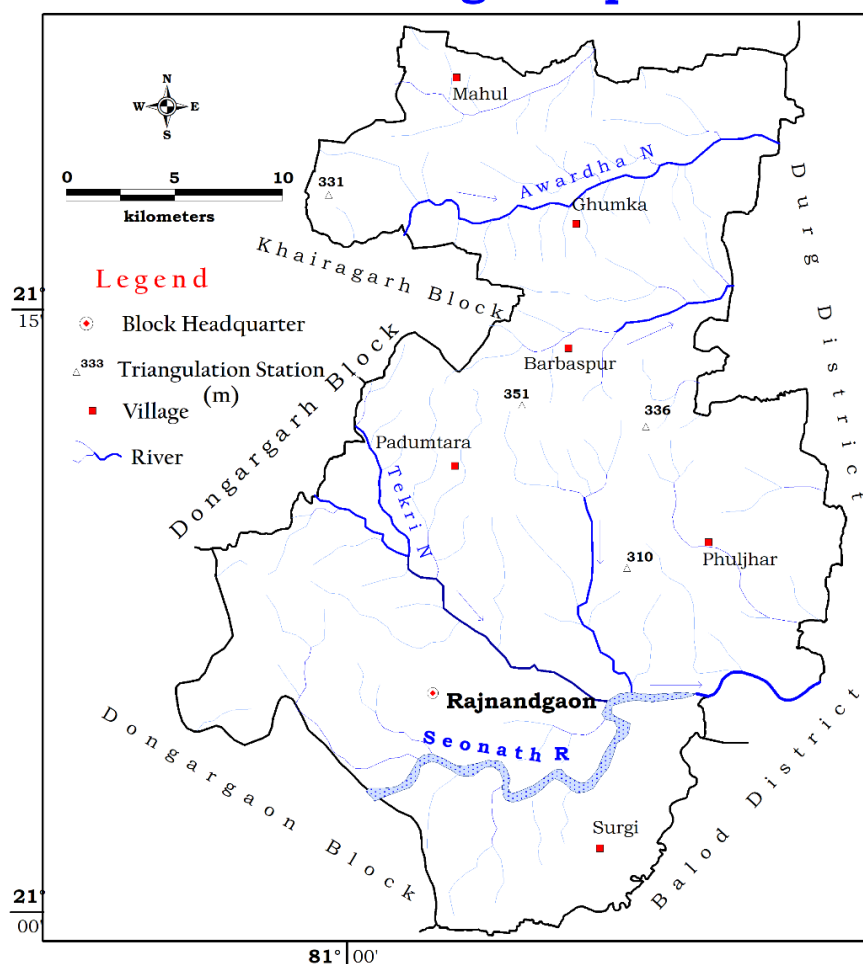 N
W E
S
0 5 10
kilometers
Mahul
331
Awardha N
Ghumka
Khairagarh Block
Durg District
Legend
21°
15'
Block Headquarter
333 Triangulation Station
(m)
Village
River
Barbaspur
Dongargarh Block
351
336
Padumtara
Tekri N
310
Phuljhar
Rajnandgaon
Seonath R
Dongargaon Block
Surgi
Balod District
21°
00'
81° 00'